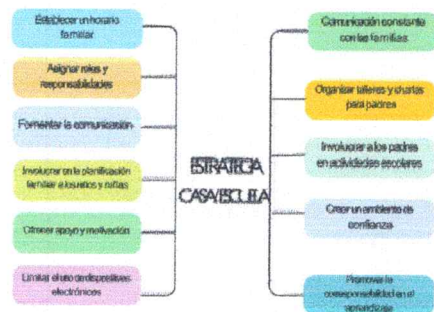 Establecer un horario
familiar
Asignar roles y
responsabilidades
Fomentar la comunicación
Involucrar en la planificación
familiar a los niños y niñas
Ofrecer apoyo y motivación
Limitar el uso de dispositivos
electrónicos
ESTRATEGIA
CASA/ESCUELA
Comunicación constante
con las familias
Organizar talleres y charlas
para padres
Involucrar a los padres
en actividades escolares
Crear un ambiente de
confianza
Promover la
corresponsabilidad en el
aprendizaje